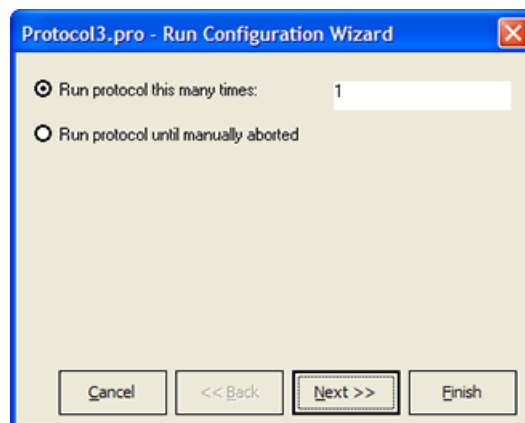 Protocol3.pro - Run Configuration Wizard
Run protocol this many times: 1
Run protocol until manually aborted
Cancel << Back Next >> Finish